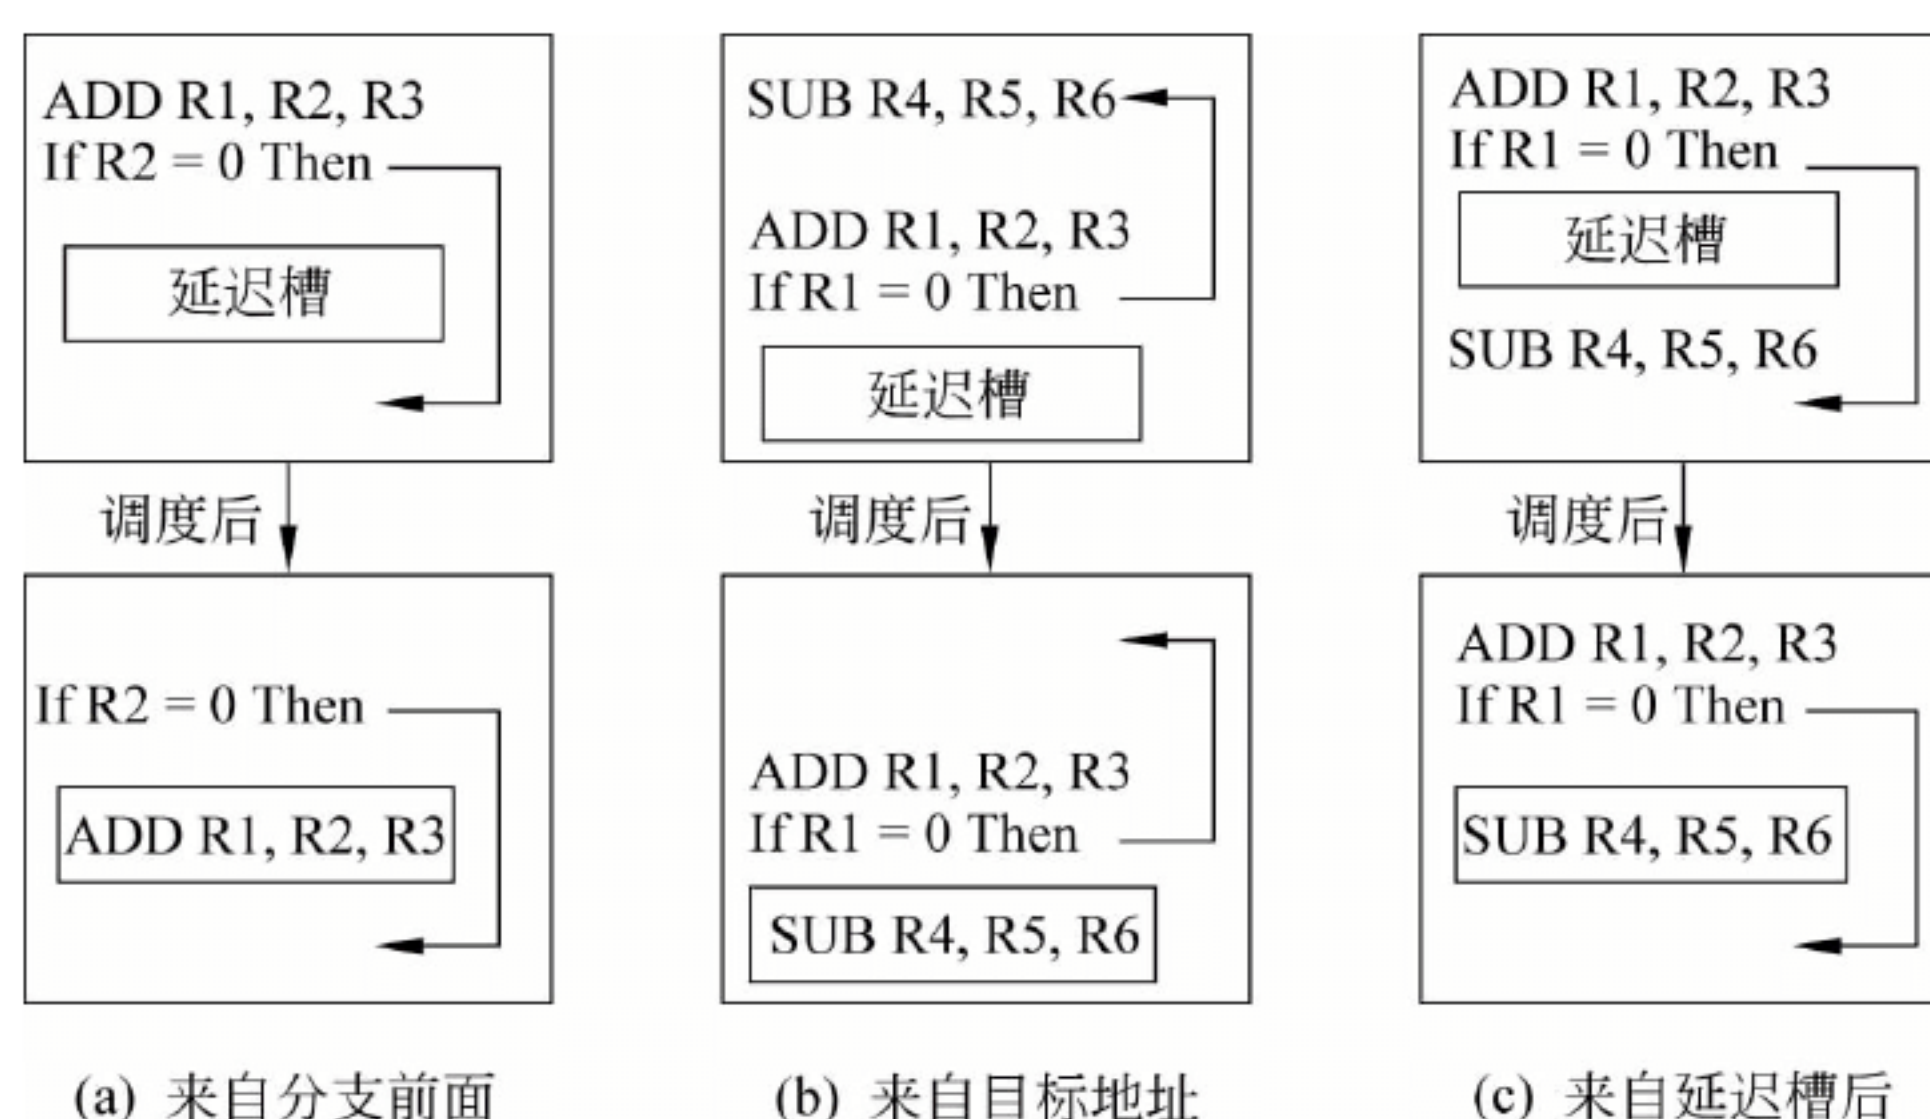 ADD R1, R2, R3
If R2 = 0 Then
延迟槽
调度后
If R2 = 0 Then
ADD R1, R2, R3
(a) 来自分支前面
SUB R4, R5, R6
ADD R1, R2, R3
If R1 = 0 Then
延迟槽
调度后
ADD R1, R2, R3
If R1 = 0 Then
SUB R4, R5, R6
(b) 来自目标地址
ADD R1, R2, R3
If R1 = 0 Then
延迟槽
SUB R4, R5, R6
调度后
ADD R1, R2, R3
If R1 = 0 Then
SUB R4, R5, R6
(c) 来自延迟槽后